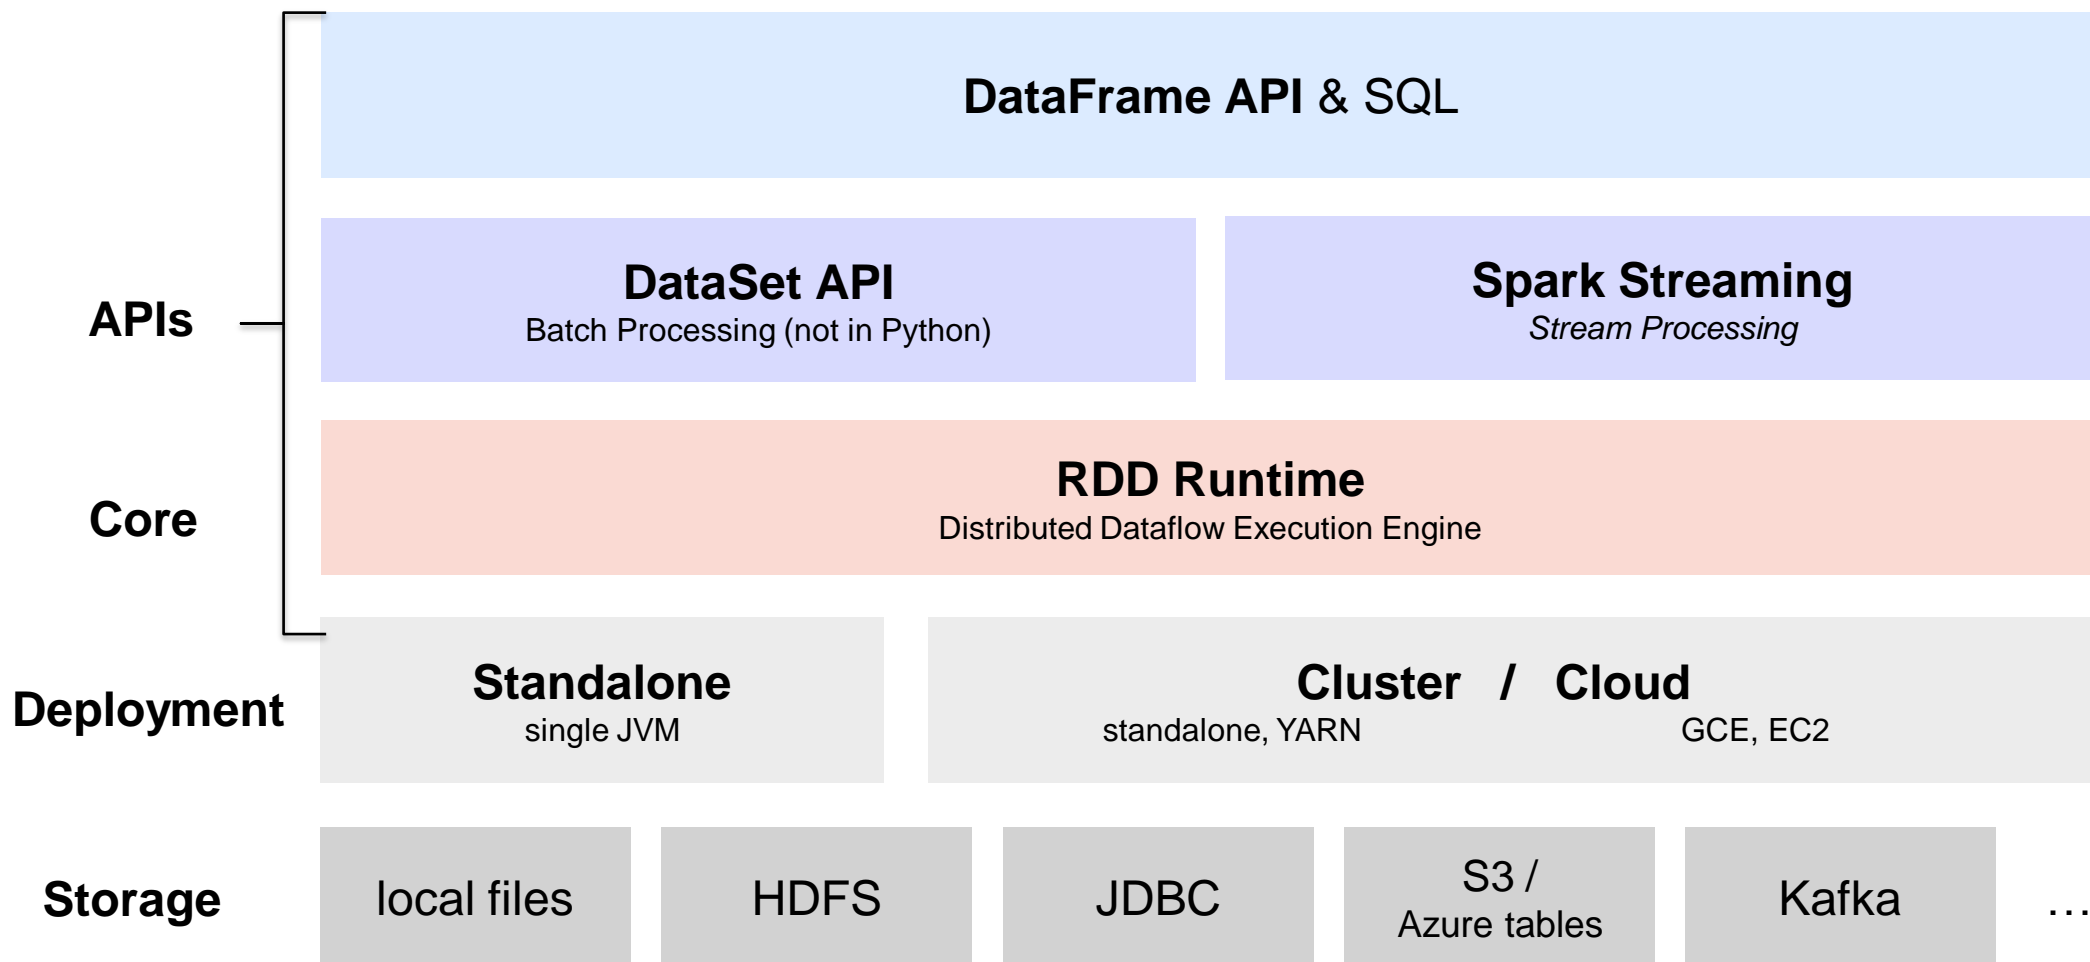 DataFrame API & SQL
APIs
DataSet API
Batch Processing (not in Python)
Spark Streaming
Stream Processing
Core
RDD Runtime
Distributed Dataflow Execution Engine
Deployment
Standalone
single JVM
Cluster / Cloud
standalone, YARN
GCE, EC2
Storage
local files
HDFS
JDBC
S3 /
Azure tables
Kafka
…